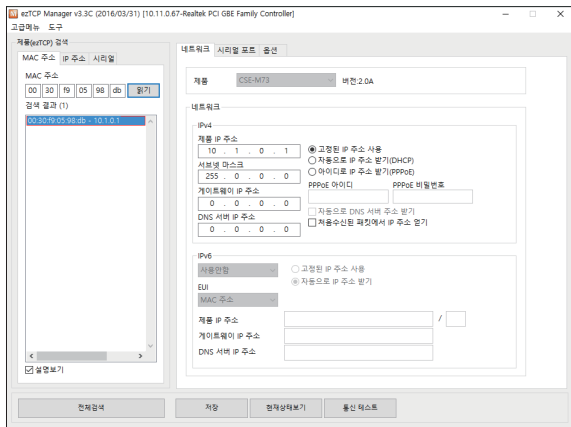 ezTCP Manager v3.3C (2016/03/31) [10.11.0.67-Realtek PCI GBE Family Controller]
고급메뉴 도구
제품(ezTCP) 검색
MAC 주소 IP 주소 시리얼
MAC 주소
00 30 f9 05 98 db 읽기
검색 결과 (1)
00:30:f9:05:98:db - 10.1.0.1
설명보기
네트워크 시리얼 포트 옵션
제품 CSE-M73 버전:2.0A
네트워크
IPv4
제품 IP 주소
10 . 1 . 0 . 1
서브넷 마스크
255 . 0 . 0 . 0
게이트웨이 IP 주소
0 . 0 . 0 . 0
DNS 서버 IP 주소
0 . 0 . 0 . 0
고정된 IP 주소 사용
자동으로 IP 주소 받기(DHCP)
아이디로 IP 주소 받기(PPPoE)
PPPoE 아이디 PPPoE 비밀번호
자동으로 DNS 서버 주소 받기
처음수신된 패킷에서 IP 주소 얻기
IPv6
사용안함
고정된 IP 주소 사용
자동으로 IP 주소 받기
EUI
MAC 주소
제품 IP 주소 /
게이트웨이 IP 주소
DNS 서버 IP 주소
전체검색 저장 현재상태보기 통신 테스트